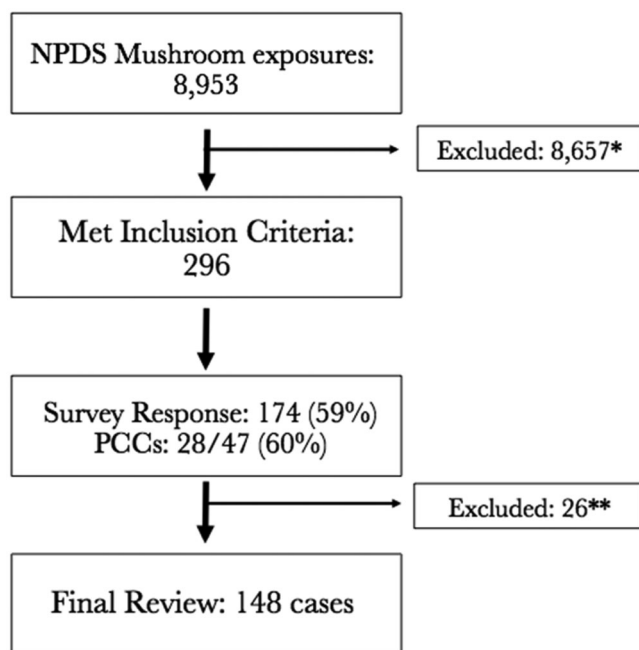 NPDS Mushroom exposures:
8,953
Excluded: 8,657*
Met Inclusion Criteria:
296
Survey Response: 174 (59%)
PCCs: 28/47 (60%)
Excluded: 26**
Final Review: 148 cases